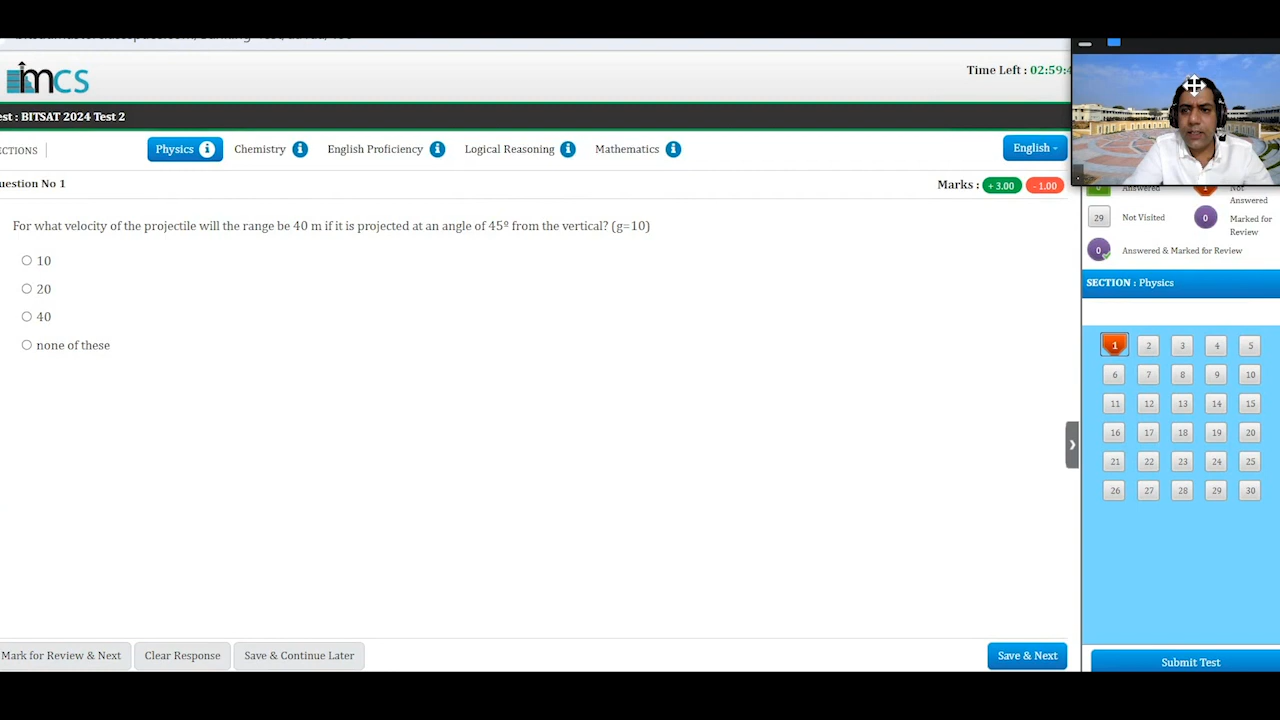 imcs
Time Left : 02:59:4
est : BITSAT 2024 Test 2
ECTIONS
Physics i
Chemistry i
English Proficiency i
Logical Reasoning i
Mathematics i
English
uestion No 1
Marks : + 3.00 - 1.00
For what velocity of the projectile will the range be 40 m if it is projected at an angle of 45º from the vertical? (g=10)
10
20
40
none of these
0 Answered
1 Not Answered
29 Not Visited
0 Marked for Review
0 Answered & Marked for Review
SECTION : Physics
1 2 3 4 5
6 7 8 9 10
11 12 13 14 15
16 17 18 19 20
21 22 23 24 25
26 27 28 29 30
Mark for Review & Next
Clear Response
Save & Continue Later
Save & Next
Submit Test